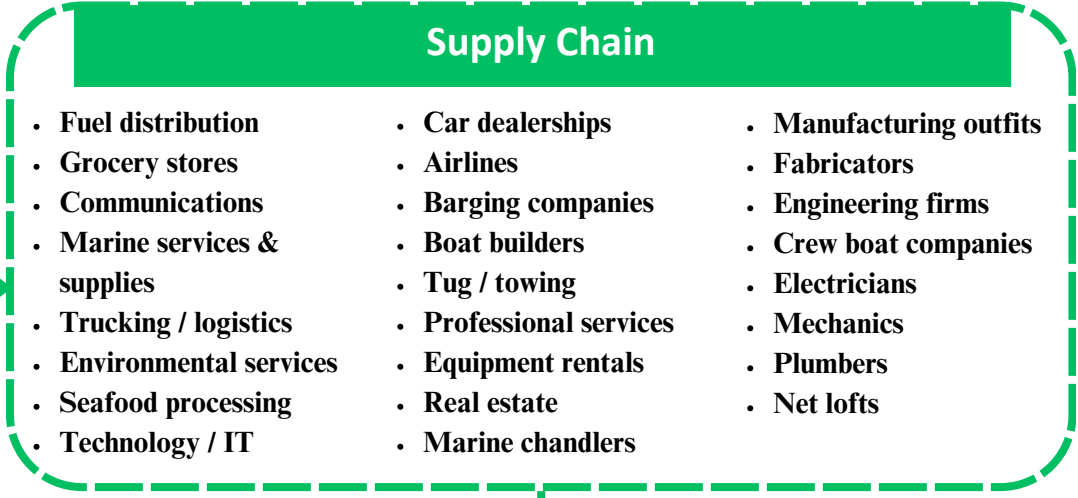 Supply Chain
• Fuel distribution
• Grocery stores
• Communications
• Marine services &
supplies
• Trucking / logistics
• Environmental services
• Seafood processing
• Technology / IT
• Car dealerships
• Airlines
• Barging companies
• Boat builders
• Tug / towing
• Professional services
• Equipment rentals
• Real estate
• Marine chandlers
• Manufacturing outfits
• Fabricators
• Engineering firms
• Crew boat companies
• Electricians
• Mechanics
• Plumbers
• Net lofts